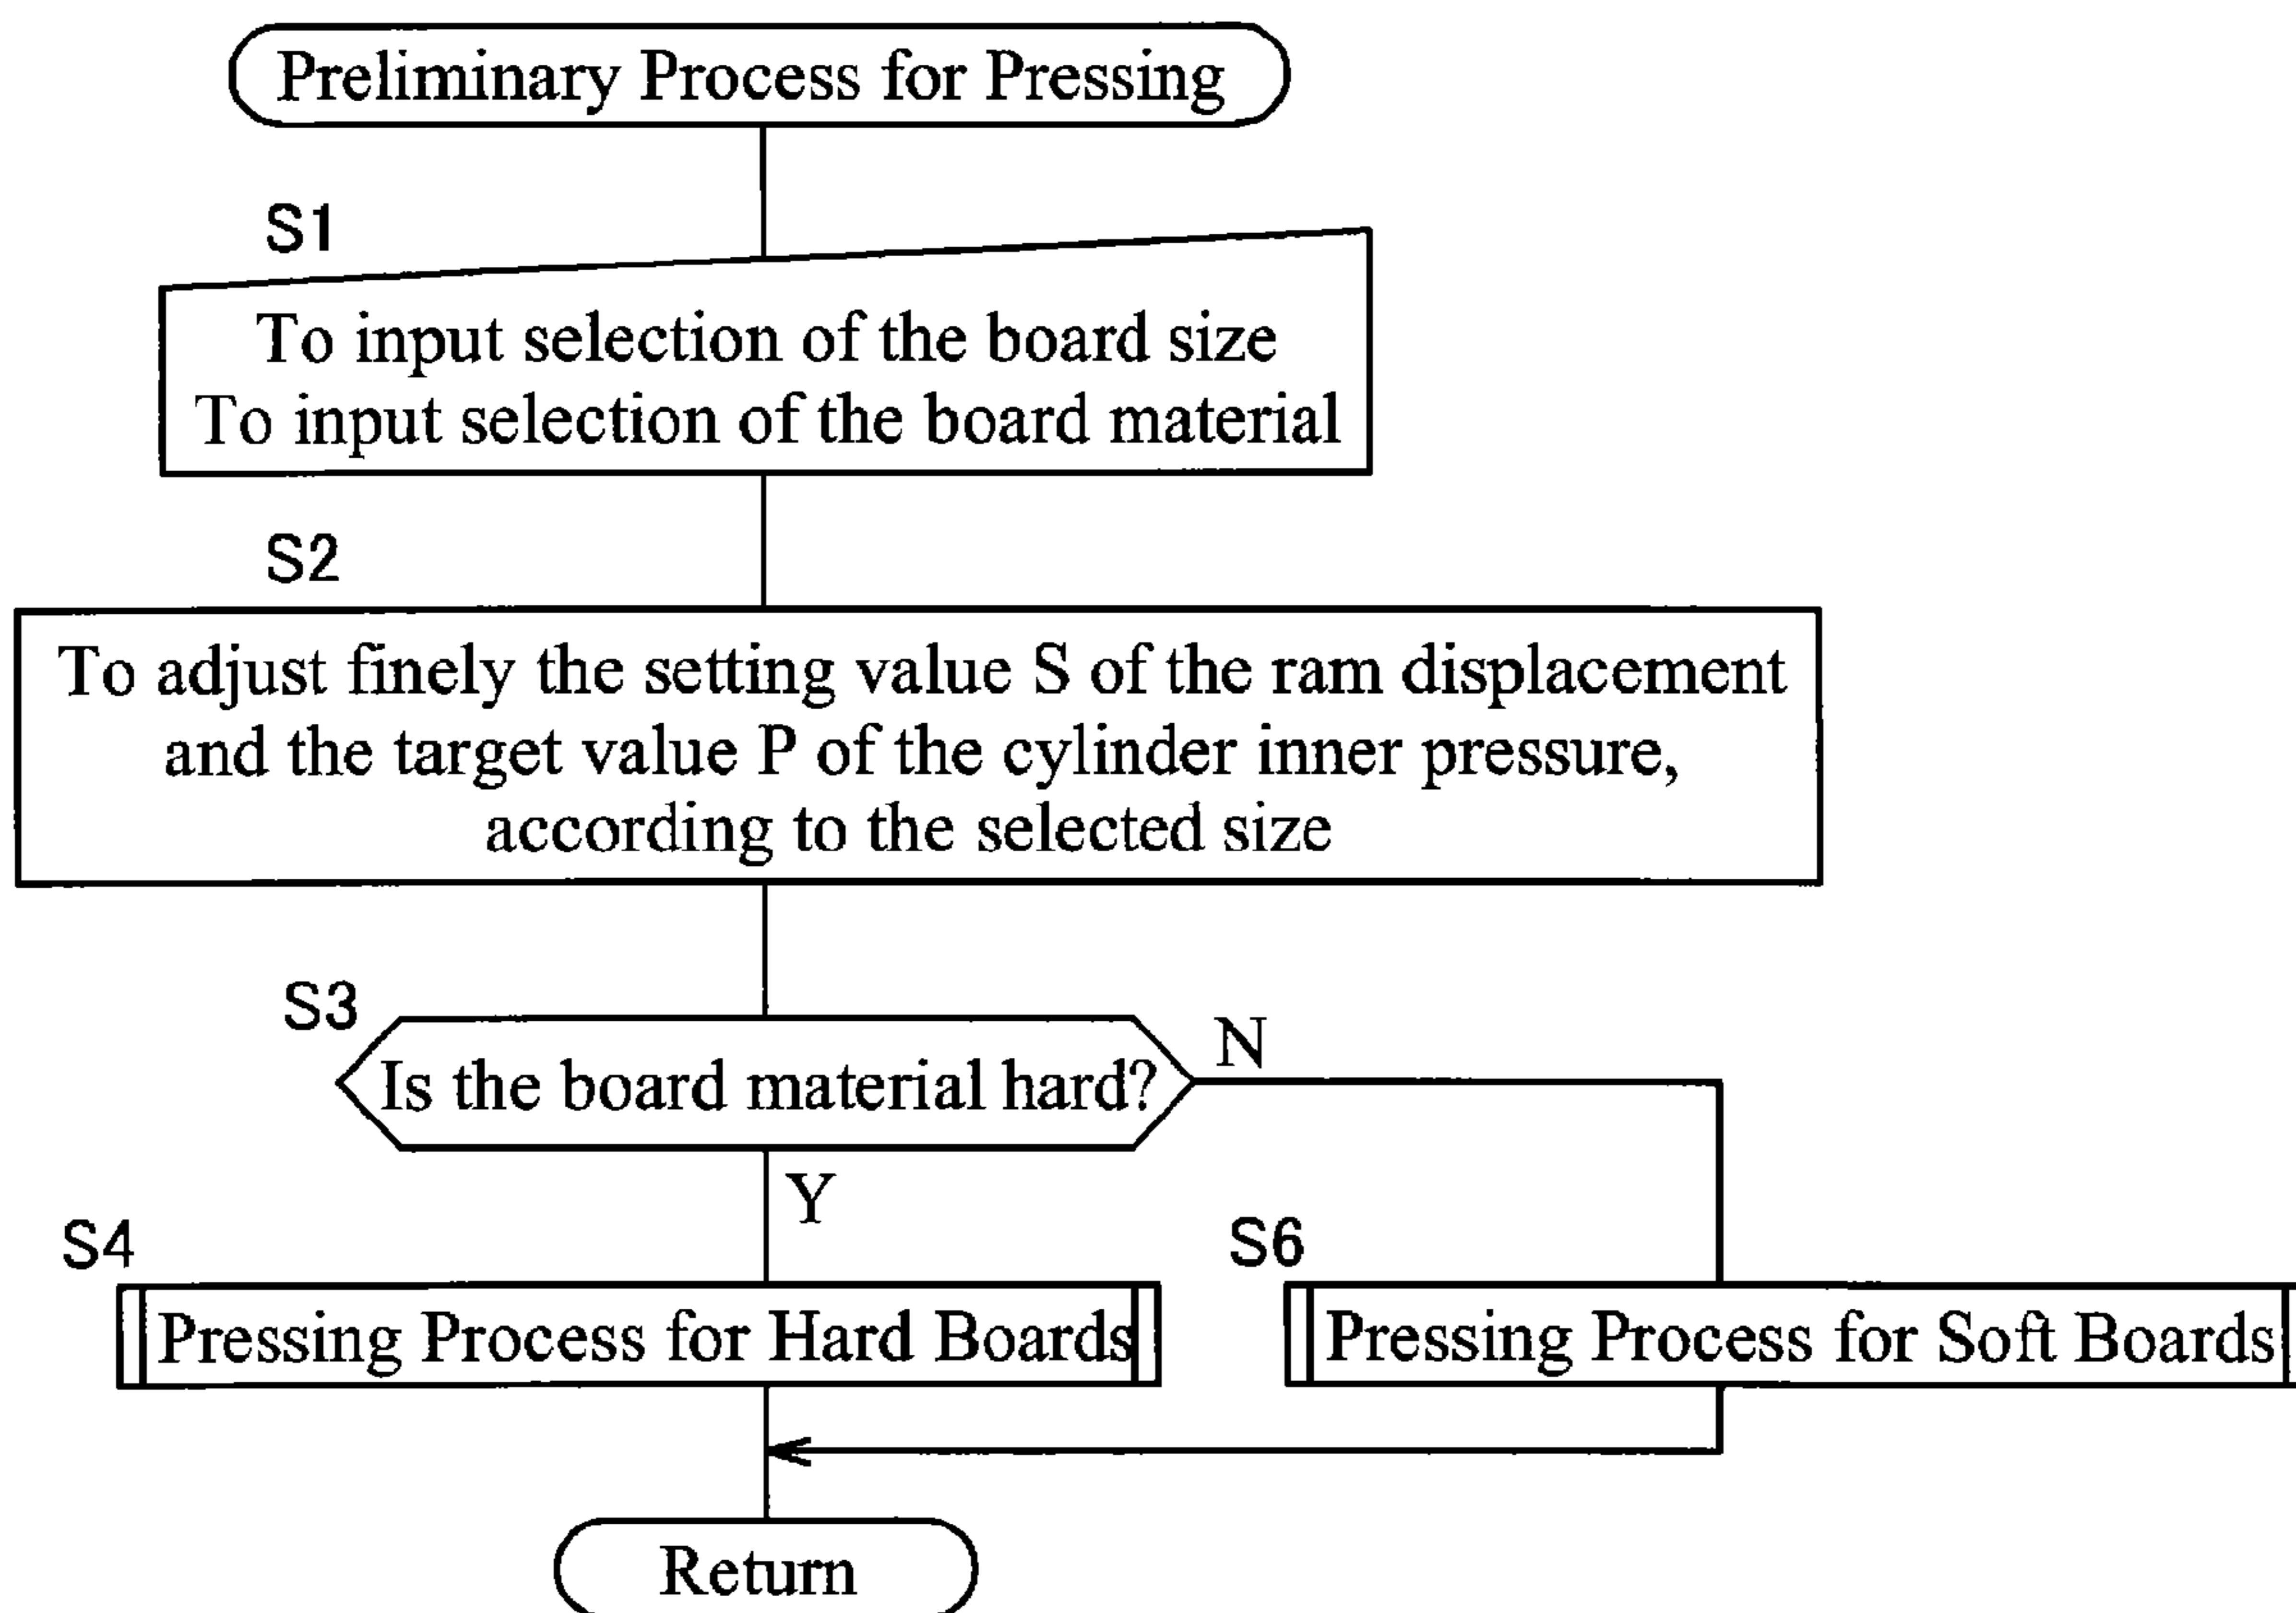 Preliminary Process for Pressing
S1
To input selection of the board size
To input selection of the board material
S2
To adjust finely the setting value S of the ram displacement
and the target value P of the cylinder inner pressure,
according to the selected size
S3
Is the board material hard?
N
Y
S4
Pressing Process for Hard Boards
S6
Pressing Process for Soft Boards
Return